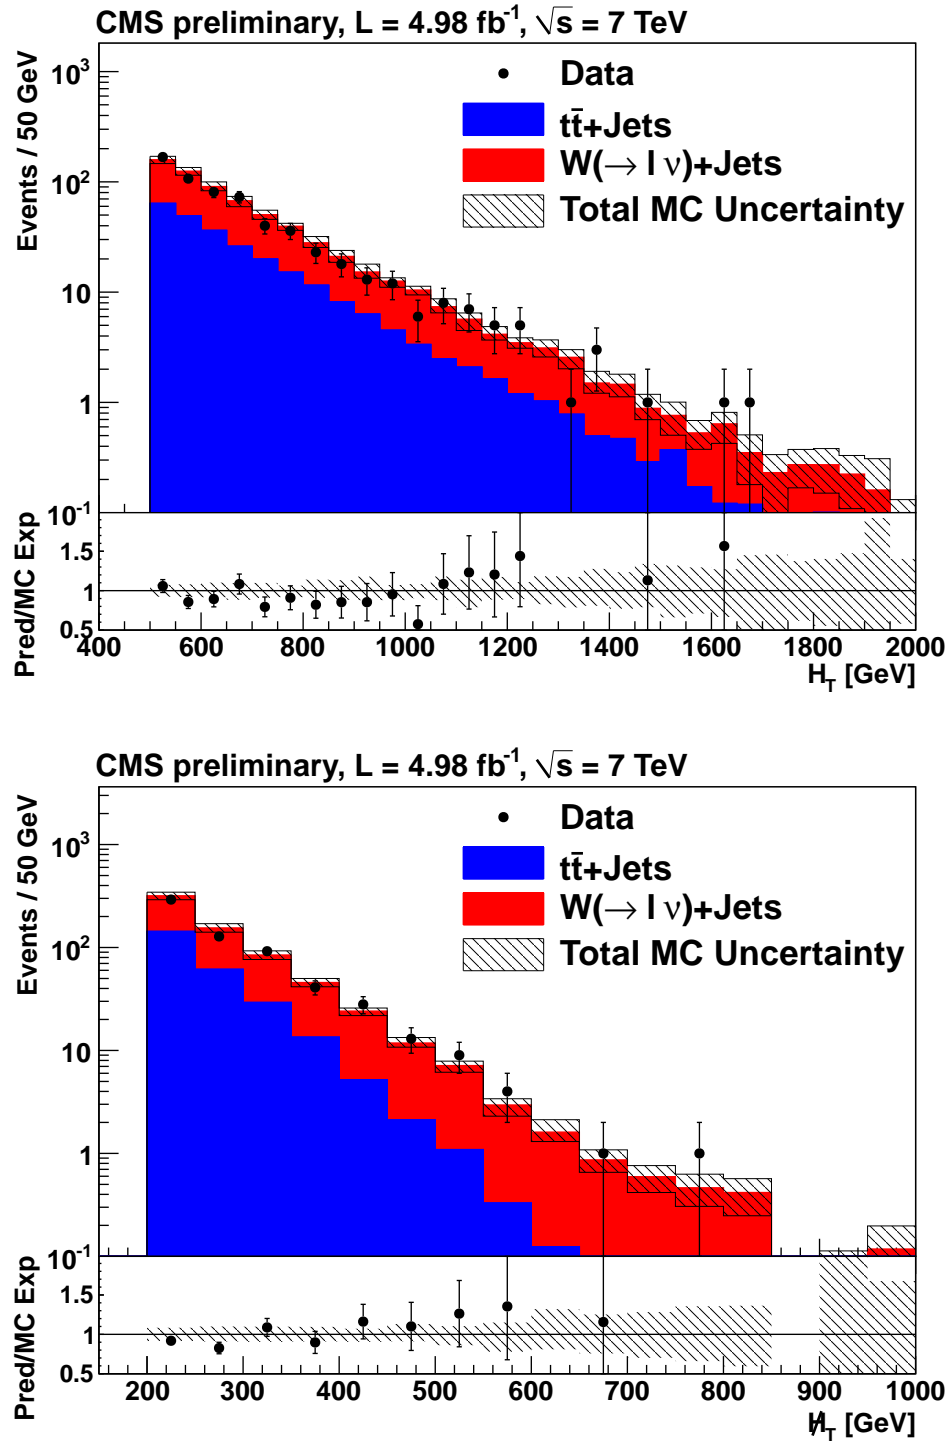 CMS preliminary, L = 4.98 fb⁻¹, √s = 7 TeV
Events / 50 GeV
10³
10²
10
1
10⁻¹
Data
tt̄+Jets
W(→ l ν)+Jets
Total MC Uncertainty
Pred/MC Exp
1.5
1
0.5
400 600 800 1000 1200 1400 1600 1800 2000
H_T [GeV]
CMS preliminary, L = 4.98 fb⁻¹, √s = 7 TeV
Events / 50 GeV
10³
10²
10
1
10⁻¹
Data
tt̄+Jets
W(→ l ν)+Jets
Total MC Uncertainty
Pred/MC Exp
1.5
1
0.5
200 300 400 500 600 700 800 900 1000
H̸_T [GeV]